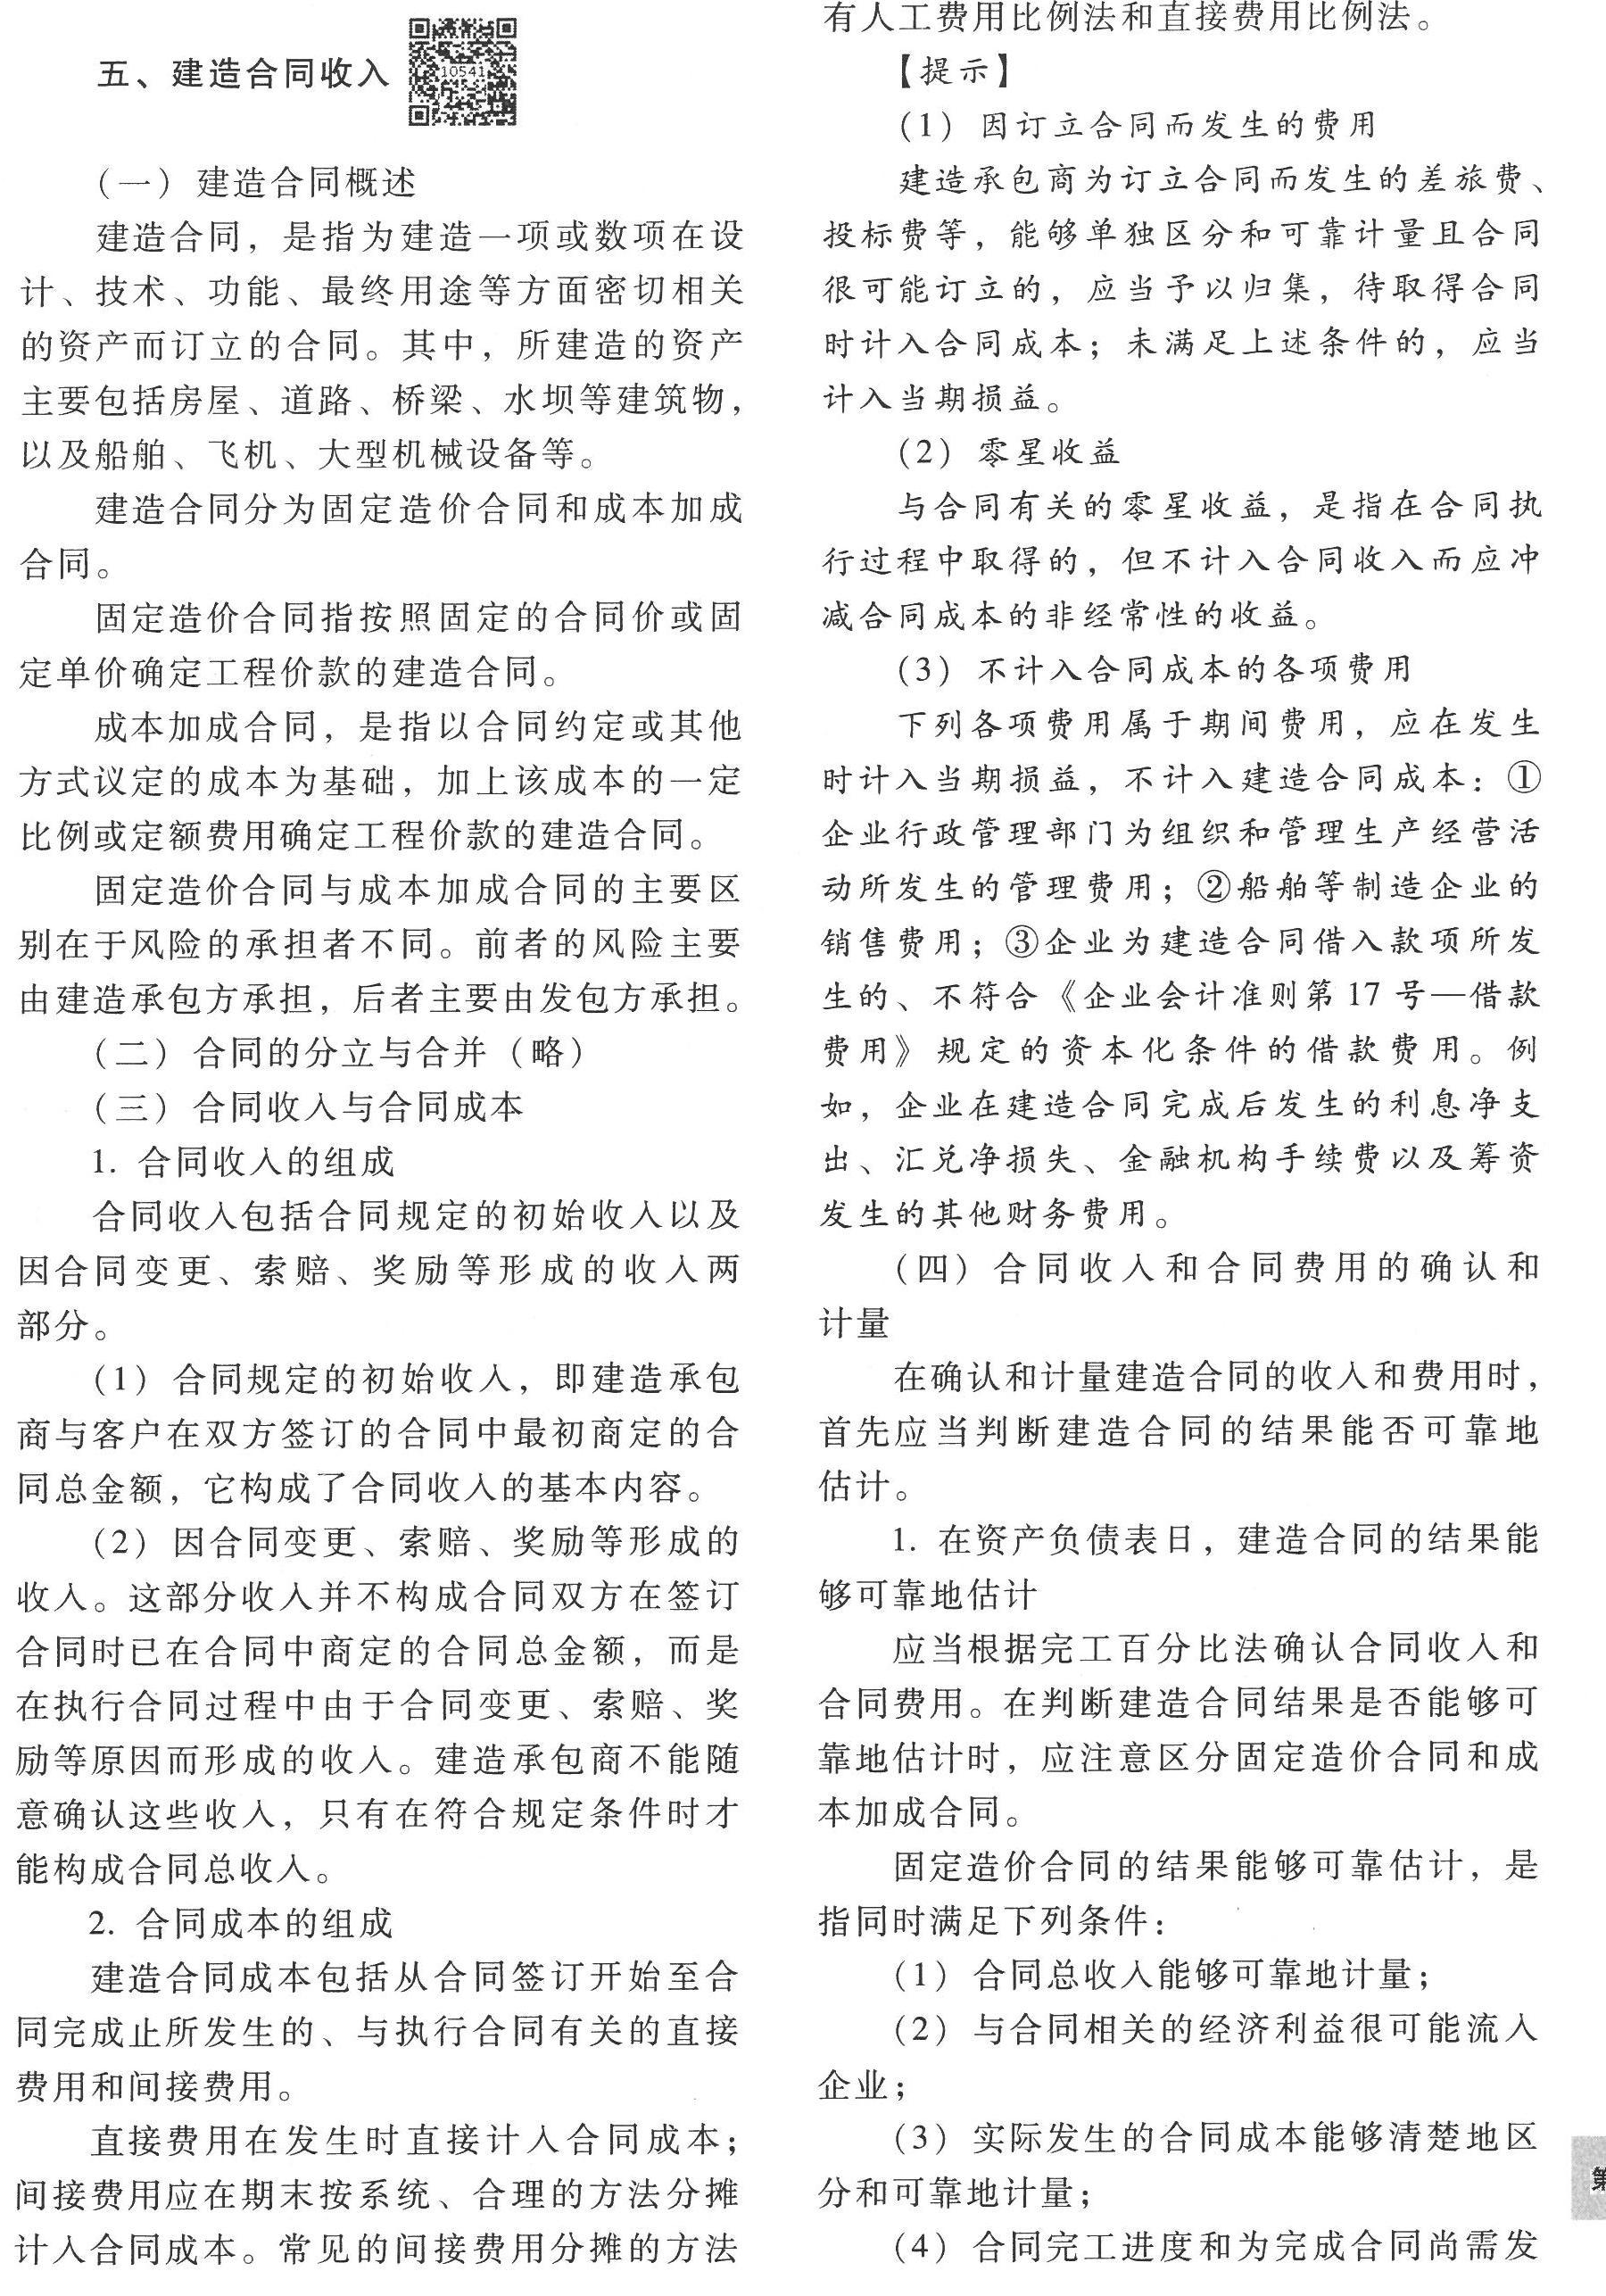 五、建造合同收入
10541
（一）建造合同概述
建造合同，是指为建造一项或数项在设
计、技术、功能、最终用途等方面密切相关
的资产而订立的合同。其中，所建造的资产
主要包括房屋、道路、桥梁、水坝等建筑物，
以及船舶、飞机、大型机械设备等。
建造合同分为固定造价合同和成本加成
合同。
固定造价合同指按照固定的合同价或固
定单价确定工程价款的建造合同。
成本加成合同，是指以合同约定或其他
方式议定的成本为基础，加上该成本的一定
比例或定额费用确定工程价款的建造合同。
固定造价合同与成本加成合同的主要区
别在于风险的承担者不同。前者的风险主要
由建造承包方承担，后者主要由发包方承担。
（二）合同的分立与合并（略）
（三）合同收入与合同成本
1. 合同收入的组成
合同收入包括合同规定的初始收入以及
因合同变更、索赔、奖励等形成的收入两
部分。
（1）合同规定的初始收入，即建造承包
商与客户在双方签订的合同中最初商定的合
同总金额，它构成了合同收入的基本内容。
（2）因合同变更、索赔、奖励等形成的
收入。这部分收入并不构成合同双方在签订
合同时已在合同中商定的合同总金额，而是
在执行合同过程中由于合同变更、索赔、奖
励等原因而形成的收入。建造承包商不能随
意确认这些收入，只有在符合规定条件时才
能构成合同总收入。
2. 合同成本的组成
建造合同成本包括从合同签订开始至合
同完成止所发生的、与执行合同有关的直接
费用和间接费用。
直接费用在发生时直接计入合同成本；
间接费用应在期末按系统、合理的方法分摊
计入合同成本。常见的间接费用分摊的方法
有人工费用比例法和直接费用比例法。
【提示】
（1）因订立合同而发生的费用
建造承包商为订立合同而发生的差旅费、
投标费等，能够单独区分和可靠计量且合同
很可能订立的，应当予以归集，待取得合同
时计入合同成本；未满足上述条件的，应当
计入当期损益。
（2）零星收益
与合同有关的零星收益，是指在合同执
行过程中取得的，但不计入合同收入而应冲
减合同成本的非经常性的收益。
（3）不计入合同成本的各项费用
下列各项费用属于期间费用，应在发生
时计入当期损益，不计入建造合同成本：①
企业行政管理部门为组织和管理生产经营活
动所发生的管理费用；②船舶等制造企业的
销售费用；③企业为建造合同借入款项所发
生的、不符合《企业会计准则第 17 号—借款
费用》规定的资本化条件的借款费用。例
如，企业在建造合同完成后发生的利息净支
出、汇兑净损失、金融机构手续费以及筹资
发生的其他财务费用。
（四）合同收入和合同费用的确认和
计量
在确认和计量建造合同的收入和费用时，
首先应当判断建造合同的结果能否可靠地
估计。
1. 在资产负债表日，建造合同的结果能
够可靠地估计
应当根据完工百分比法确认合同收入和
合同费用。在判断建造合同结果是否能够可
靠地估计时，应注意区分固定造价合同和成
本加成合同。
固定造价合同的结果能够可靠估计，是
指同时满足下列条件：
（1）合同总收入能够可靠地计量；
（2）与合同相关的经济利益很可能流入
企业；
（3）实际发生的合同成本能够清楚地区
分和可靠地计量；
（4）合同完工进度和为完成合同尚需发
第